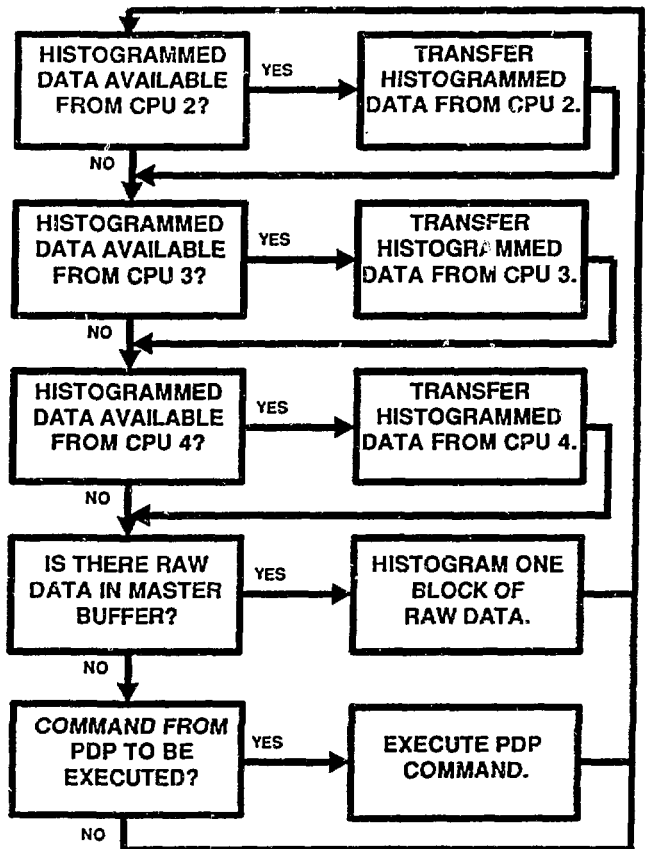 HISTOGRAMMED
DATA AVAILABLE
FROM CPU 2?
YES
TRANSFER
HISTOGRAMMED
DATA FROM CPU 2.
NO
HISTOGRAMMED
DATA AVAILABLE
FROM CPU 3?
YES
TRANSFER
HISTOGRAMMED
DATA FROM CPU 3.
NO
HISTOGRAMMED
DATA AVAILABLE
FROM CPU 4?
YES
TRANSFER
HISTOGRAMMED
DATA FROM CPU 4.
NO
IS THERE RAW
DATA IN MASTER
BUFFER?
YES
HISTOGRAM ONE
BLOCK OF
RAW DATA.
NO
COMMAND FROM
PDP TO BE
EXECUTED?
YES
EXECUTE PDP
COMMAND.
NO